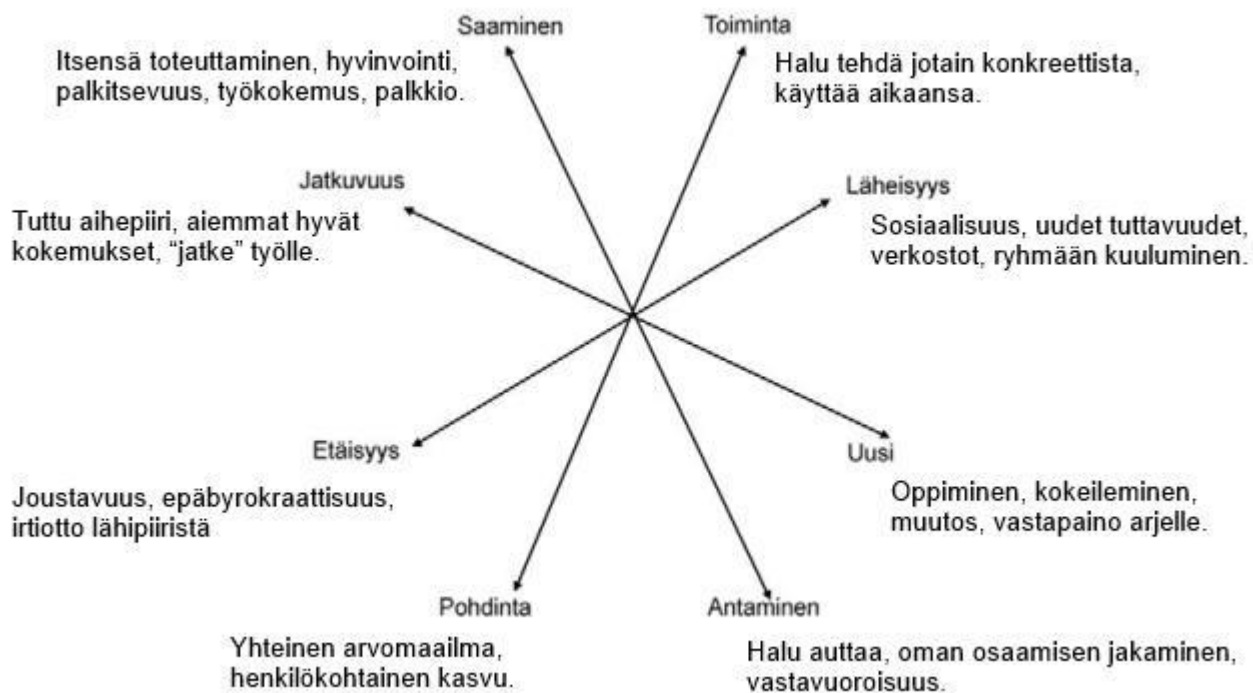 Saaminen
Toiminta
Itsensä toteuttaminen, hyvinvointi,
palkitsevuus, työkokemus, palkkio.
Halu tehdä jotain konkreettista,
käyttää aikaansa.
Jatkuvuus
Läheisyys
Tuttu aihepiiri, aiemmat hyvät
kokemukset, “jatke” työlle.
Sosiaalisuus, uudet tuttavuudet,
verkostot, ryhmään kuuluminen.
Etäisyys
Uusi
Joustavuus, epäbyrokraattisuus,
irtiotto lähipiiristä
Oppiminen, kokeileminen,
muutos, vastapaino arjelle.
Pohdinta
Antaminen
Yhteinen arvomaailma,
henkilökohtainen kasvu.
Halu auttaa, oman osaamisen jakaminen,
vastavuoroisuus.